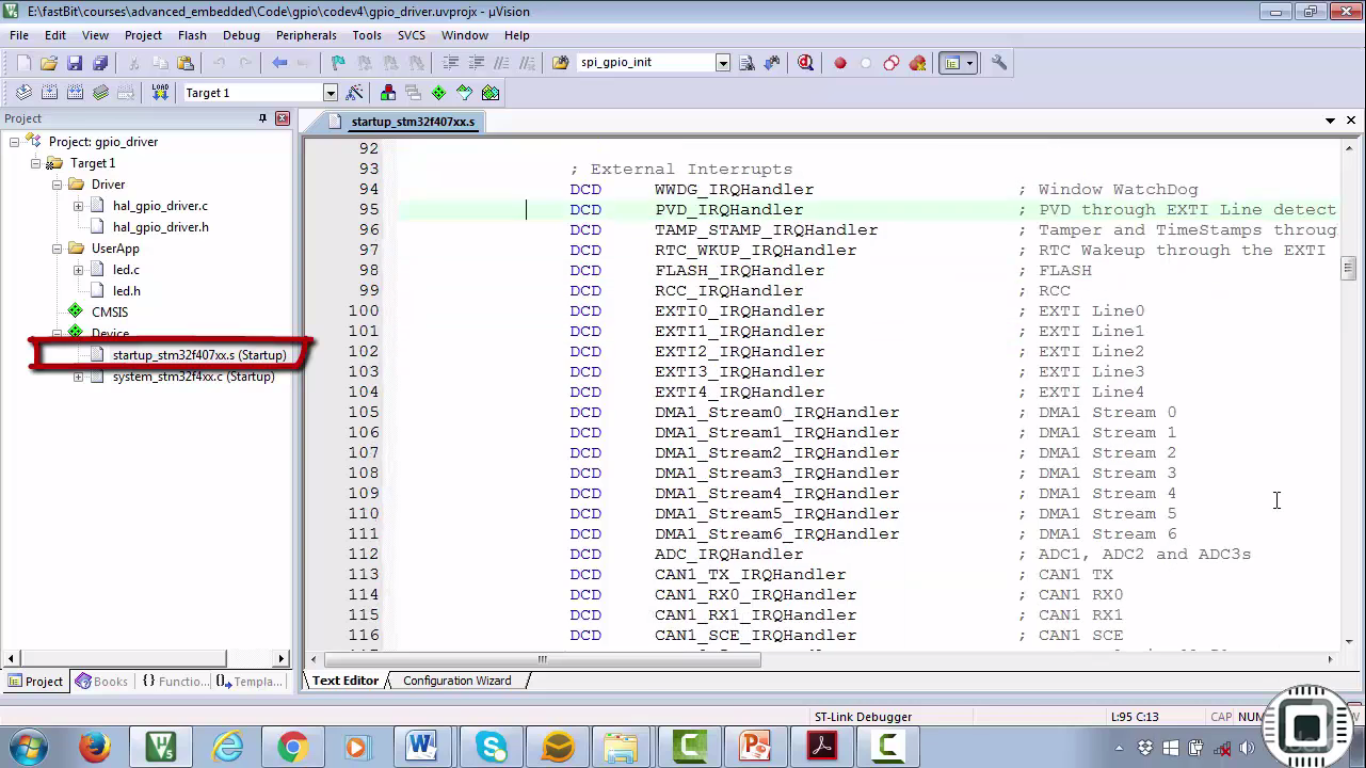 E:\fastBit\courses\advanced_embedded\Code\gpio\codev4\gpio_driver.uvprojx - µVision
File Edit View Project Flash Debug Peripherals Tools SVCS Window Help
spi_gpio_init
LOAD
Target 1
Project
startup_stm32f407xx.s
Project: gpio_driver
Target 1
Driver
hal_gpio_driver.c
hal_gpio_driver.h
UserApp
led.c
led.h
CMSIS
Device
startup_stm32f407xx.s (Startup)
system_stm32f4xx.c (Startup)
92
93 ; External Interrupts
94 DCD WWDG_IRQHandler ; Window WatchDog
95 DCD PVD_IRQHandler ; PVD through EXTI Line detect
96 DCD TAMP_STAMP_IRQHandler ; Tamper and TimeStamps throug
97 DCD RTC_WKUP_IRQHandler ; RTC Wakeup through the EXTI
98 DCD FLASH_IRQHandler ; FLASH
99 DCD RCC_IRQHandler ; RCC
100 DCD EXTI0_IRQHandler ; EXTI Line0
101 DCD EXTI1_IRQHandler ; EXTI Line1
102 DCD EXTI2_IRQHandler ; EXTI Line2
103 DCD EXTI3_IRQHandler ; EXTI Line3
104 DCD EXTI4_IRQHandler ; EXTI Line4
105 DCD DMA1_Stream0_IRQHandler ; DMA1 Stream 0
106 DCD DMA1_Stream1_IRQHandler ; DMA1 Stream 1
107 DCD DMA1_Stream2_IRQHandler ; DMA1 Stream 2
108 DCD DMA1_Stream3_IRQHandler ; DMA1 Stream 3
109 DCD DMA1_Stream4_IRQHandler ; DMA1 Stream 4
110 DCD DMA1_Stream5_IRQHandler ; DMA1 Stream 5
111 DCD DMA1_Stream6_IRQHandler ; DMA1 Stream 6
112 DCD ADC_IRQHandler ; ADC1, ADC2 and ADC3s
113 DCD CAN1_TX_IRQHandler ; CAN1 TX
114 DCD CAN1_RX0_IRQHandler ; CAN1 RX0
115 DCD CAN1_RX1_IRQHandler ; CAN1 RX1
116 DCD CAN1_SCE_IRQHandler ; CAN1 SCE
Project Books {} Functio... Templa...
Text Editor Configuration Wizard
ST-Link Debugger L:95 C:13 CAP NUM